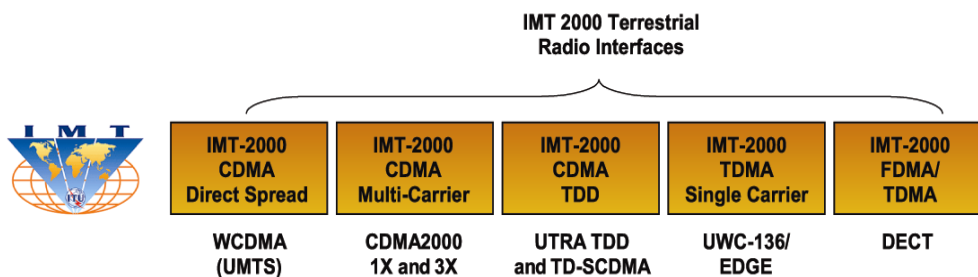 IMT 2000 Terrestrial
Radio Interfaces
I M T
ITU
IMT-2000
CDMA
Direct Spread
IMT-2000
CDMA
Multi-Carrier
IMT-2000
CDMA
TDD
IMT-2000
TDMA
Single Carrier
IMT-2000
FDMA/
TDMA
WCDMA
(UMTS)
CDMA2000
1X and 3X
UTRA TDD
and TD-SCDMA
UWC-136/
EDGE
DECT